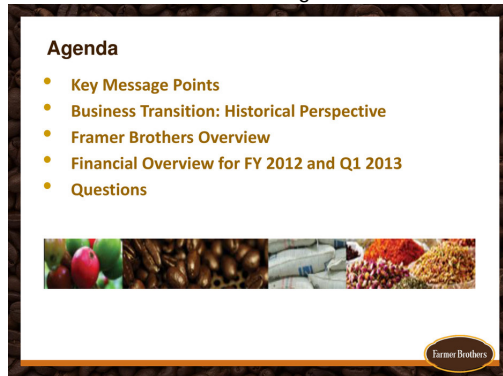 Agenda
• Key Message Points
• Business Transition: Historical Perspective
• Framer Brothers Overview
• Financial Overview for FY 2012 and Q1 2013
• Questions
Farmer Brothers